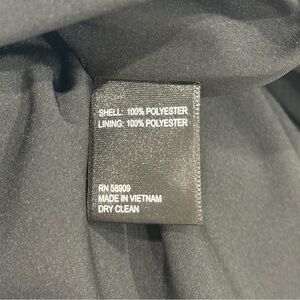 SHELL: 100% POLYESTER
LINING: 100% POLYESTER
RN 58909
MADE IN VIETNAM
DRY CLEAN